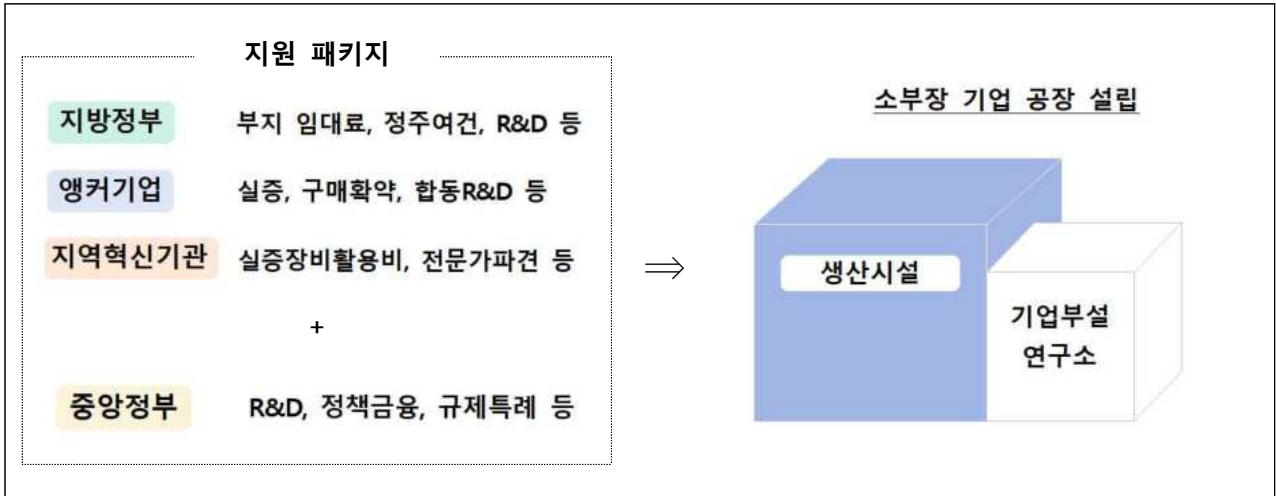 지원 패키지
지방정부 부지 임대료, 정주여건, R&D 등
앵커기업 실증, 구매확약, 합동R&D 등
지역혁신기관 실증장비활용비, 전문가파견 등
+
중앙정부 R&D, 정책금융, 규제특례 등
⇒
소부장 기업 공장 설립
생산시설
기업부설
연구소